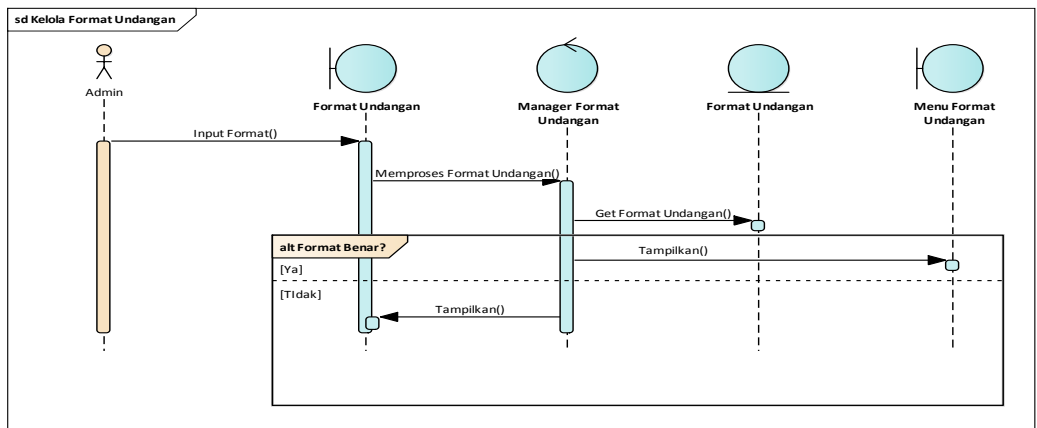 sd Kelola Format Undangan
Admin
Format Undangan
Manager Format
Undangan
Format Undangan
Menu Format
Undangan
Input Format()
Memproses Format Undangan()
Get Format Undangan()
alt Format Benar?
Tampilkan()
[Ya]
[TIdak]
Tampilkan()